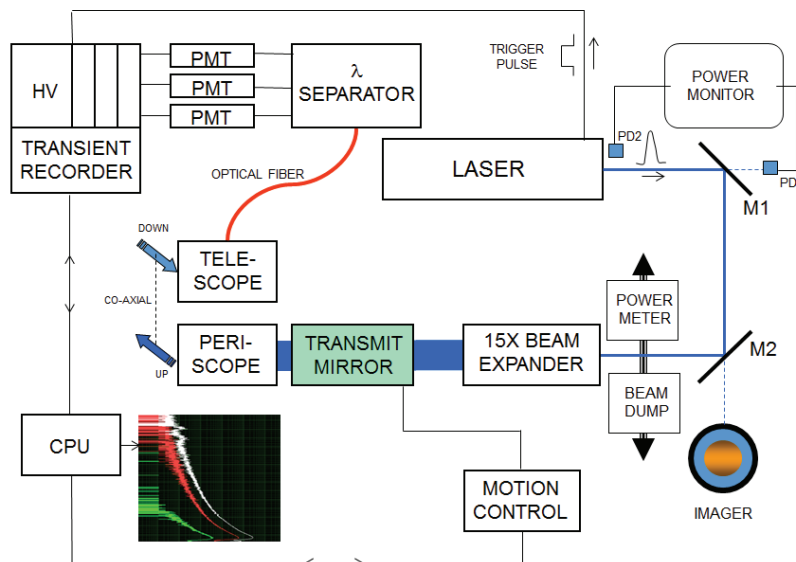 HV
TRANSIENT
RECORDER
PMT
PMT
PMT
λ
SEPARATOR
OPTICAL FIBER
TRIGGER
PULSE
LASER
POWER
MONITOR
PD2
PD
M1
DOWN
CO-AXIAL
UP
TELE-
SCOPE
PERI-
SCOPE
TRANSMIT
MIRROR
15X BEAM
EXPANDER
POWER
METER
BEAM
DUMP
M2
IMAGER
CPU
MOTION
CONTROL